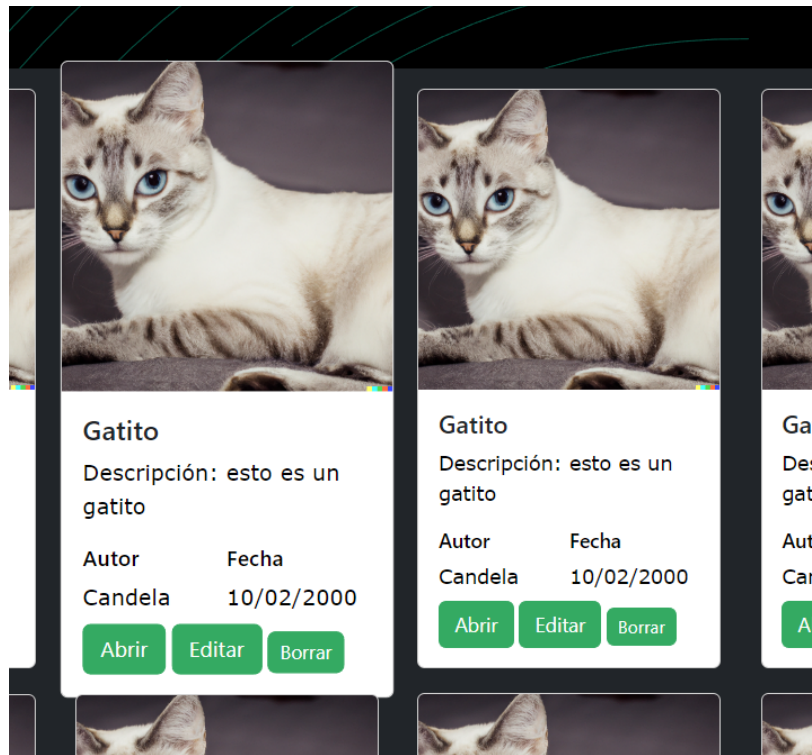 Gatito
Descripción: esto es un
gatito
Autor Fecha
Candela 10/02/2000
Abrir Editar Borrar
Gatito
Descripción: esto es un
gatito
Autor Fecha
Candela 10/02/2000
Abrir Editar Borrar